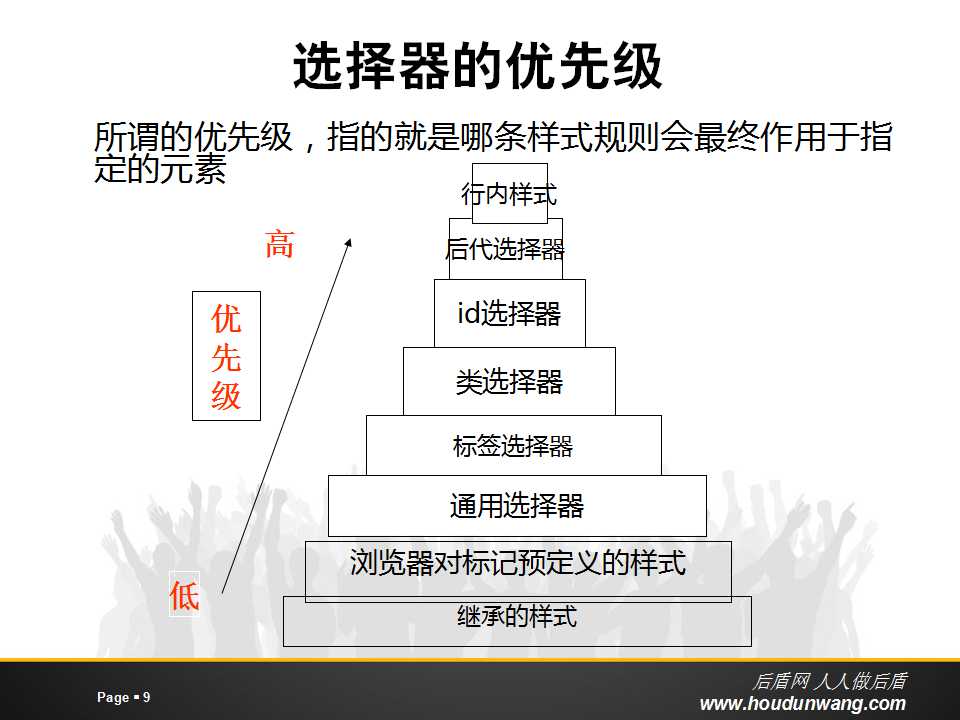 选择器的优先级
所谓的优先级，指的就是哪条样式规则会最终作用于指
定的元素
行内样式
高
后代选择器
优
先
级
id选择器
类选择器
标签选择器
通用选择器
浏览器对标记预定义的样式
低
继承的样式
Page ▪ 9
后盾网 人人做后盾
www.houdunwang.com